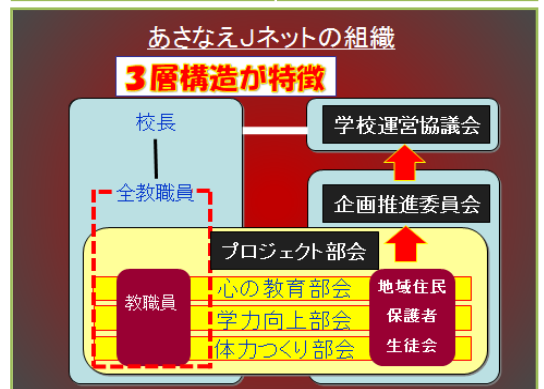 あさなえJネットの組織
３層構造が特徴
校長
学校運営協議会
全教職員
企画推進委員会
プロジェクト部会
教職員
心の教育部会
学力向上部会
体力つくり部会
地域住民
保護者
生徒会